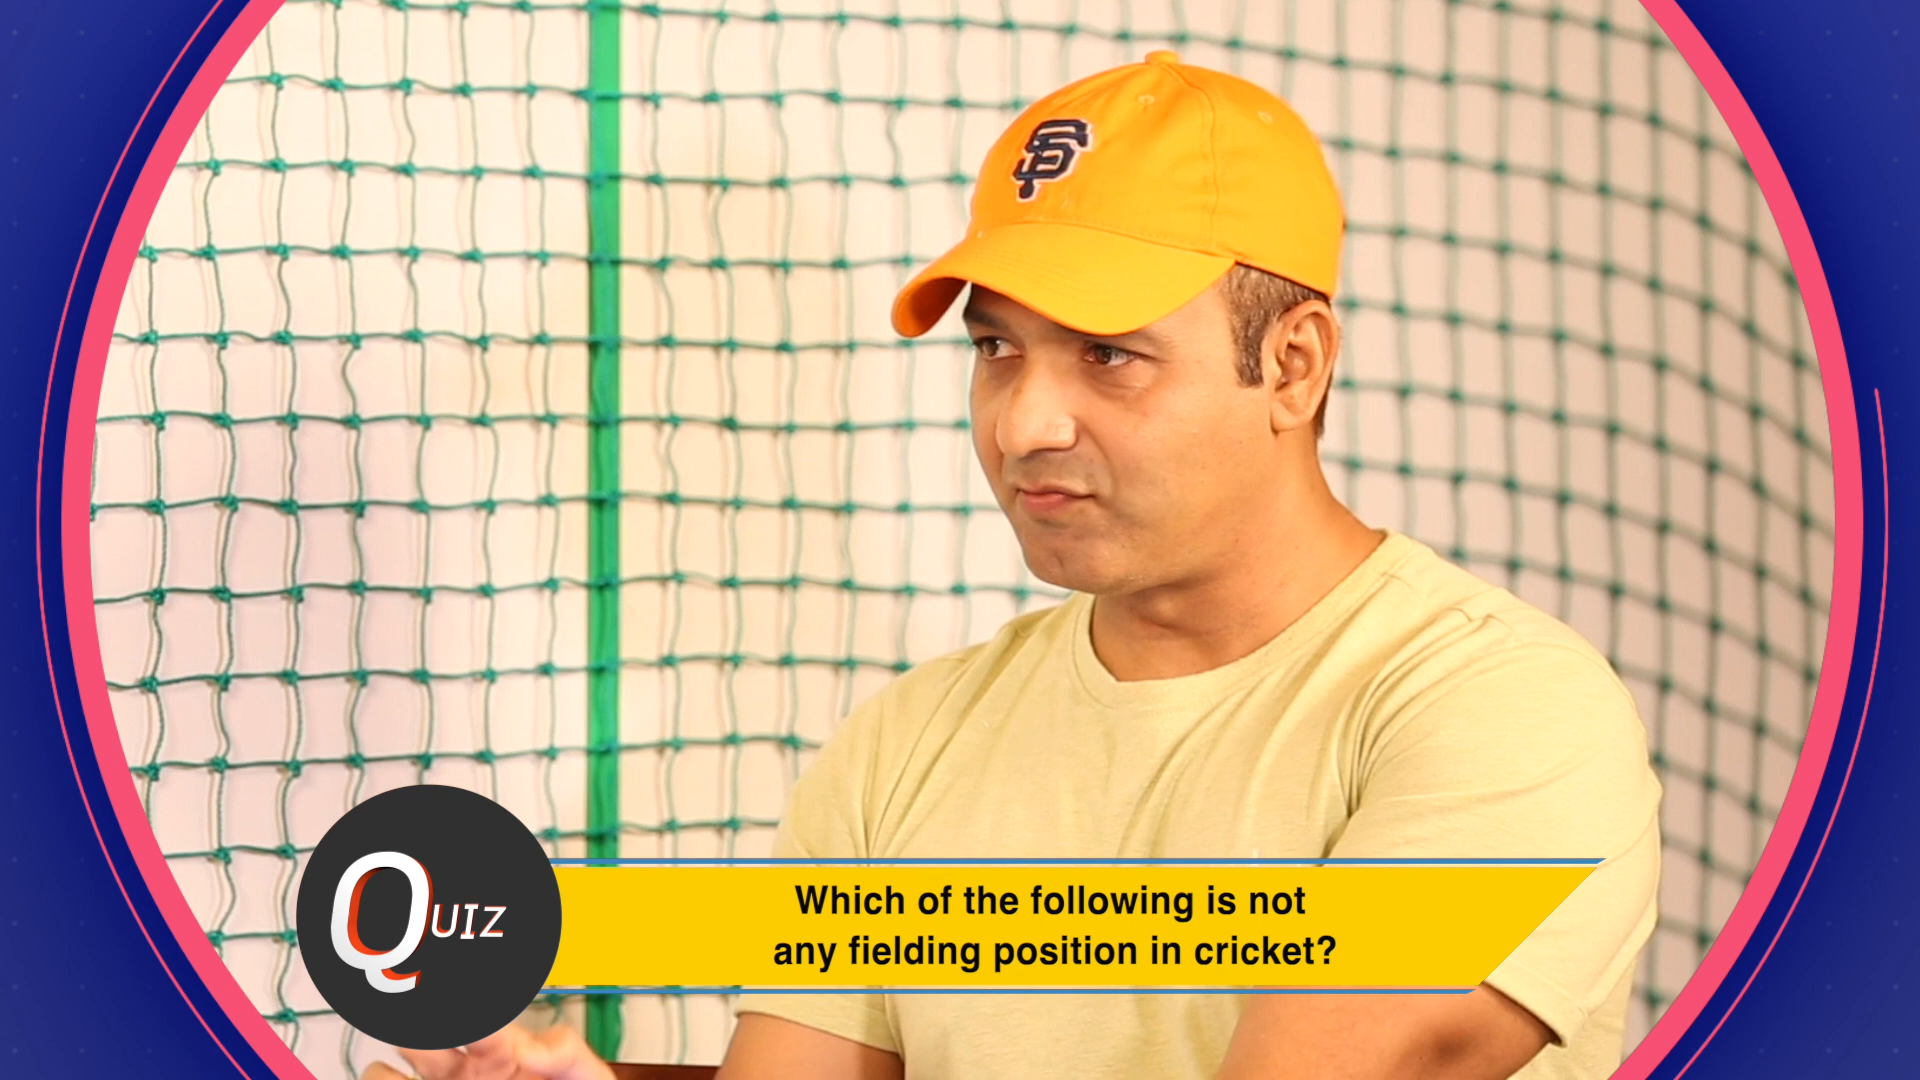 SF
QUIZ
Which of the following is not
any fielding position in cricket?